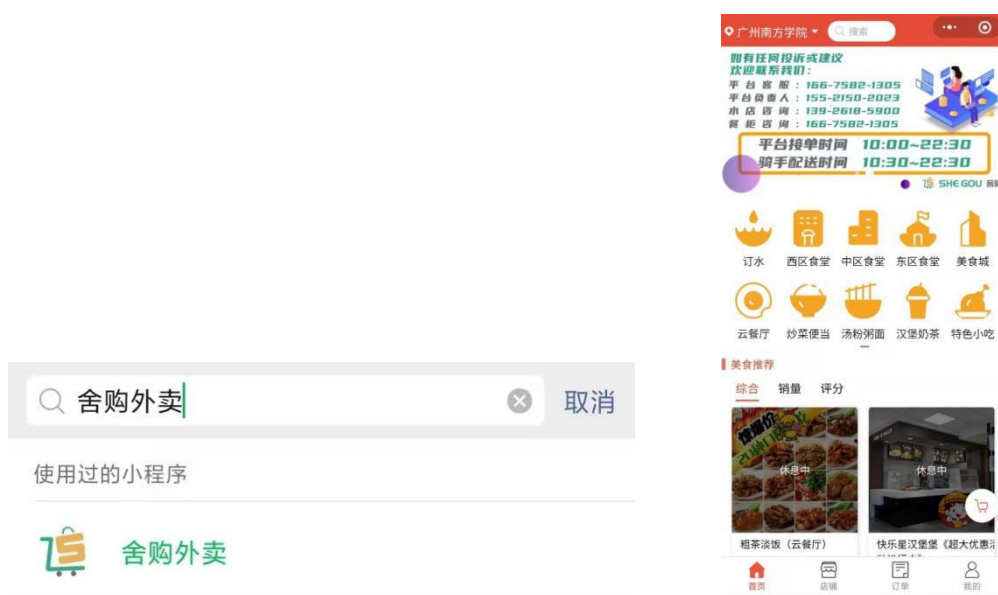 舍购外卖
取消
使用过的小程序
舍购外卖
广州南方学院
搜索
如有任何投诉或建议
欢迎联系我们：
平台客服：166-7582-1305
平台负责人：155-2150-2023
水店咨询：139-2618-5900
餐柜咨询：166-7582-1305
平台接单时间 10:00~22:30
骑手配送时间 10:30~22:30
SHE GOU
订水 西区食堂 中区食堂 东区食堂 美食城
云餐厅 炒菜便当 汤粉粥面 汉堡奶茶 特色小吃
美食推荐
综合 销量 评分
惊爆价
休息中
休息中
粗茶淡饭（云餐厅）
快乐星汉堡堡《超大优惠
首页 店铺 订单 我的